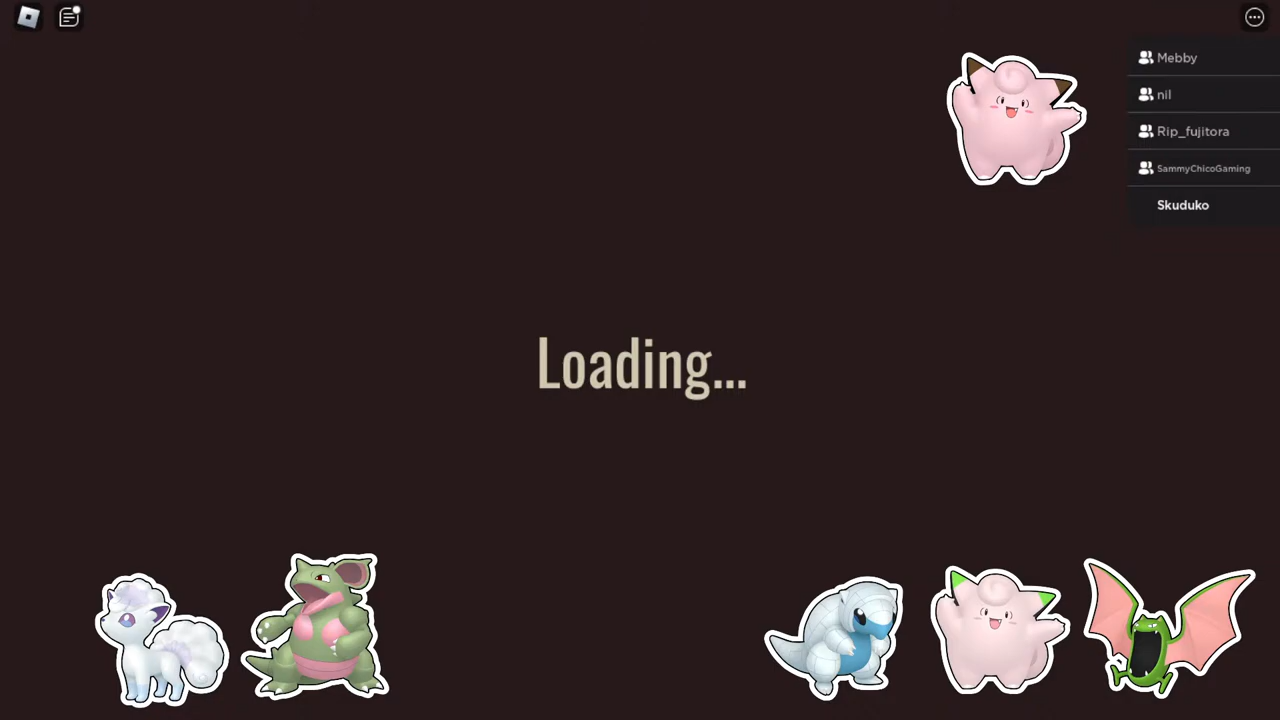 Mebby
nil
Rip_fujitora
SammyChicoGaming
Skuduko
Loading...